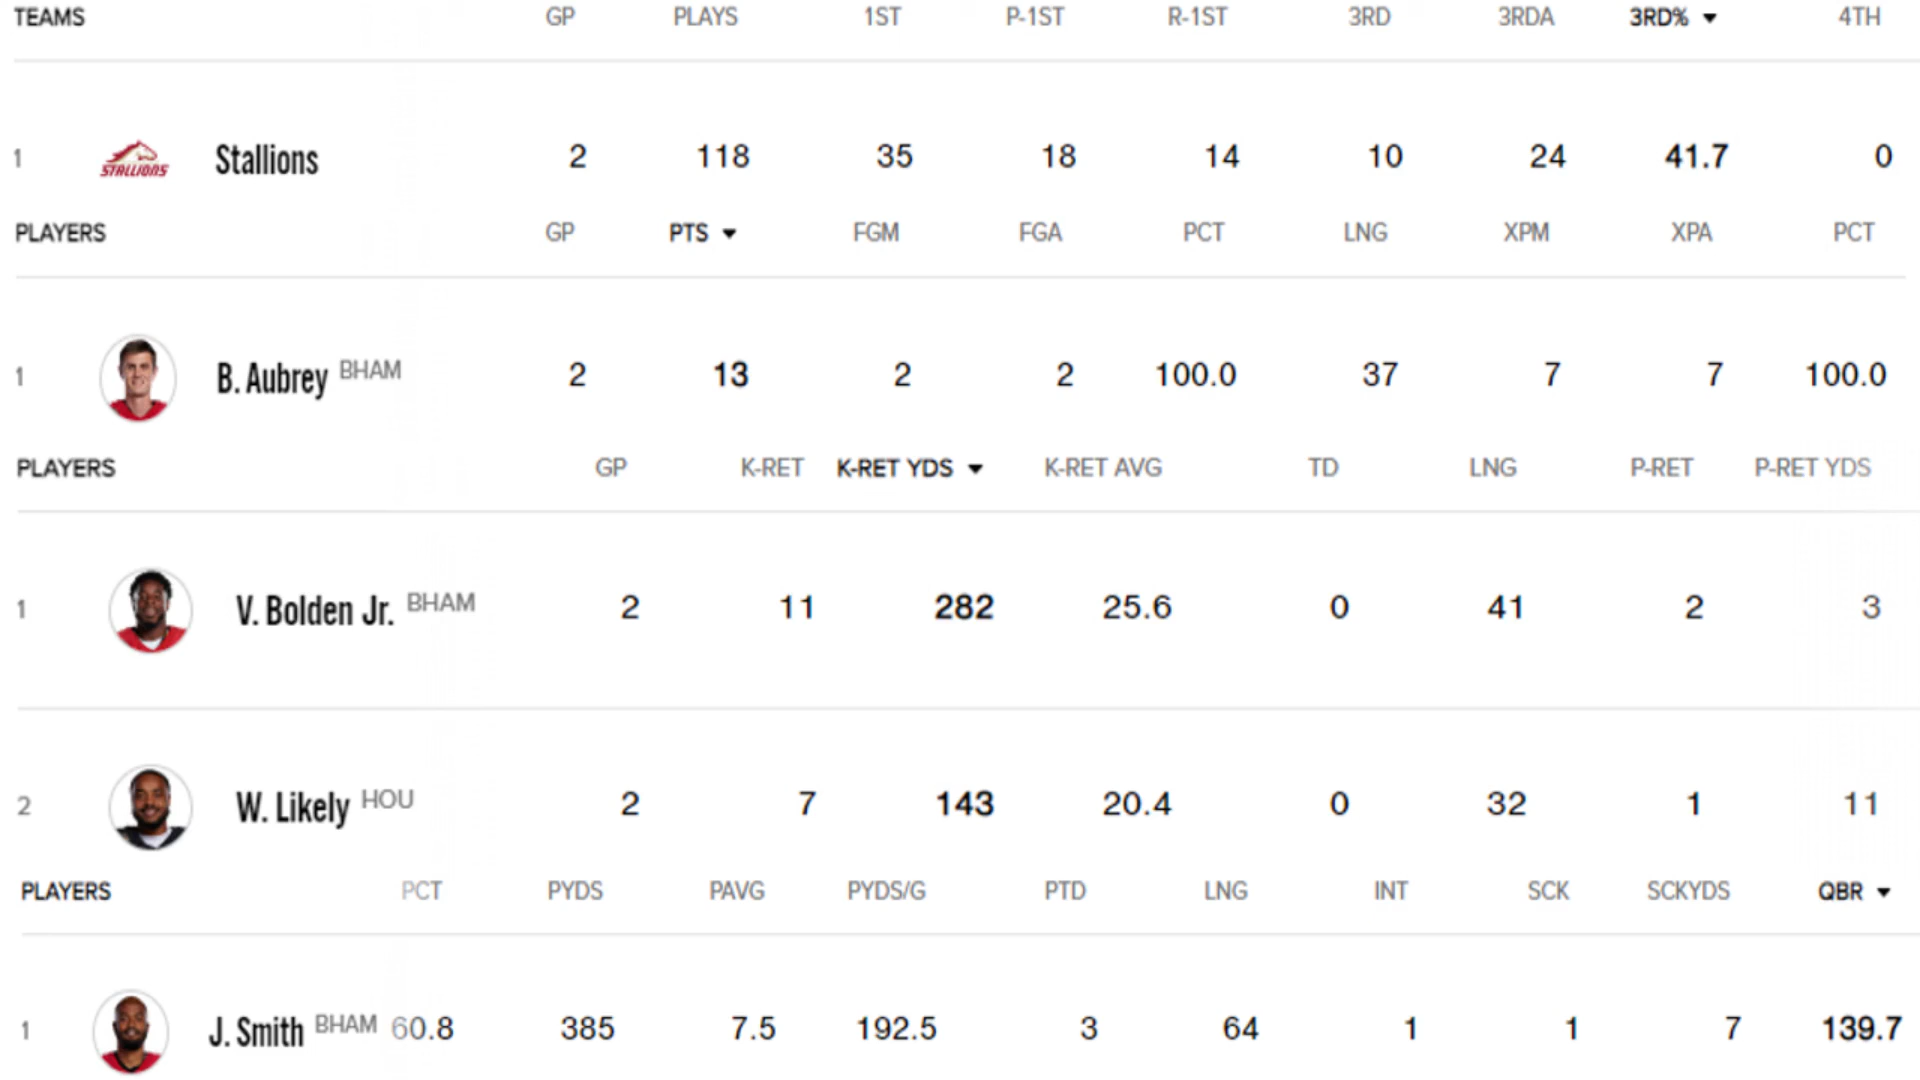 TEAMS GP PLAYS 1ST P-1ST R-1ST 3RD 3RDA 3RD% 4TH
1 STALLIONS Stallions 2 118 35 18 14 10 24 41.7 0
PLAYERS GP PTS FGM FGA PCT LNG XPM XPA PCT
1 B. Aubrey BHAM 2 13 2 2 100.0 37 7 7 100.0
PLAYERS GP K-RET K-RET YDS K-RET AVG TD LNG P-RET P-RET YDS
1 V. Bolden Jr. BHAM 2 11 282 25.6 0 41 2 3
2 W. Likely HOU 2 7 143 20.4 0 32 1 11
PLAYERS PCT PYDS PAVG PYDS/G PTD LNG INT SCK SCKYDS QBR
1 J. Smith BHAM 60.8 385 7.5 192.5 3 64 1 1 7 139.7